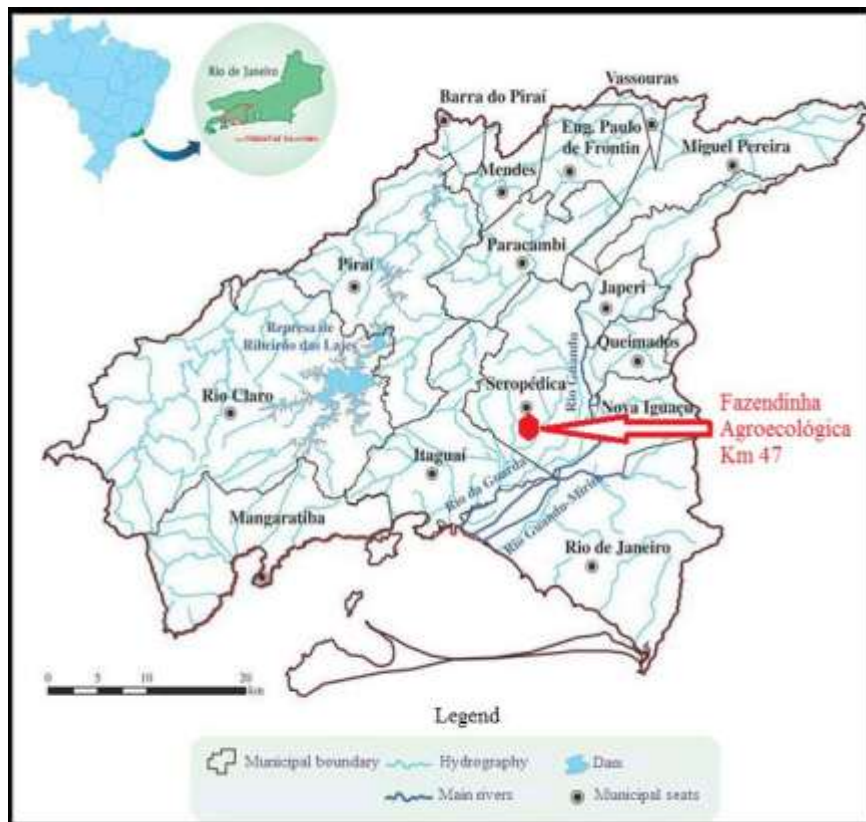 Rio de Janeiro
Vassouras
Barra do Piraí
Eng. Paulo
de Frontin
Miguel Pereira
Mendes
Paracambi
Piraí
Japeri
Represa de
Ribeirão das Lajes
Queimados
Rio Guandu
Seropédica
Rio Claro
Nova Iguaçu
Fazendinha
Agroecológica
Km 47
Itaguaí
Rio da Guarda
Rio Guandu-Mirim
Mangaratiba
Rio de Janeiro
0 5 10 20
km
Legend
Municipal boundary
Hydrography
Dam
Main rivers
Municipal seats